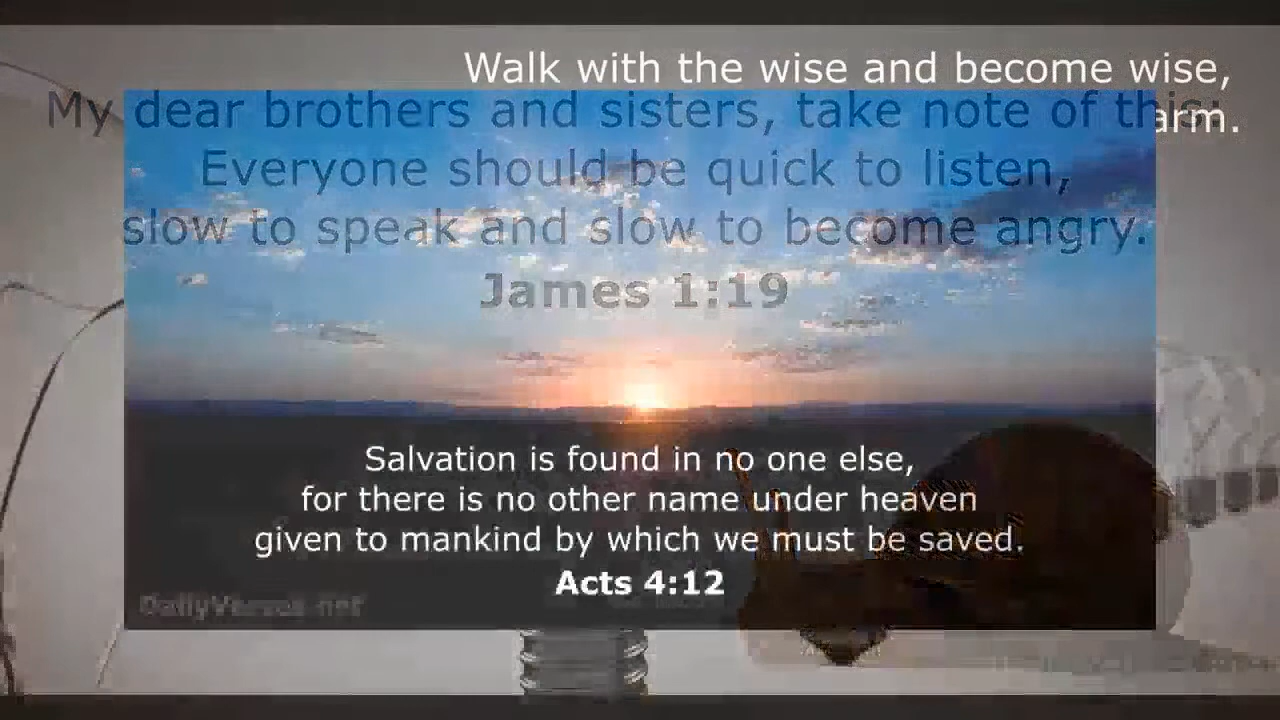 Walk with the wise and become wise,
arm.
My dear brothers and sisters, take note of this:
Everyone should be quick to listen,
slow to speak and slow to become angry.
James 1:19
Salvation is found in no one else,
for there is no other name under heaven
given to mankind by which we must be saved.
Acts 4:12
DailyVerses.net